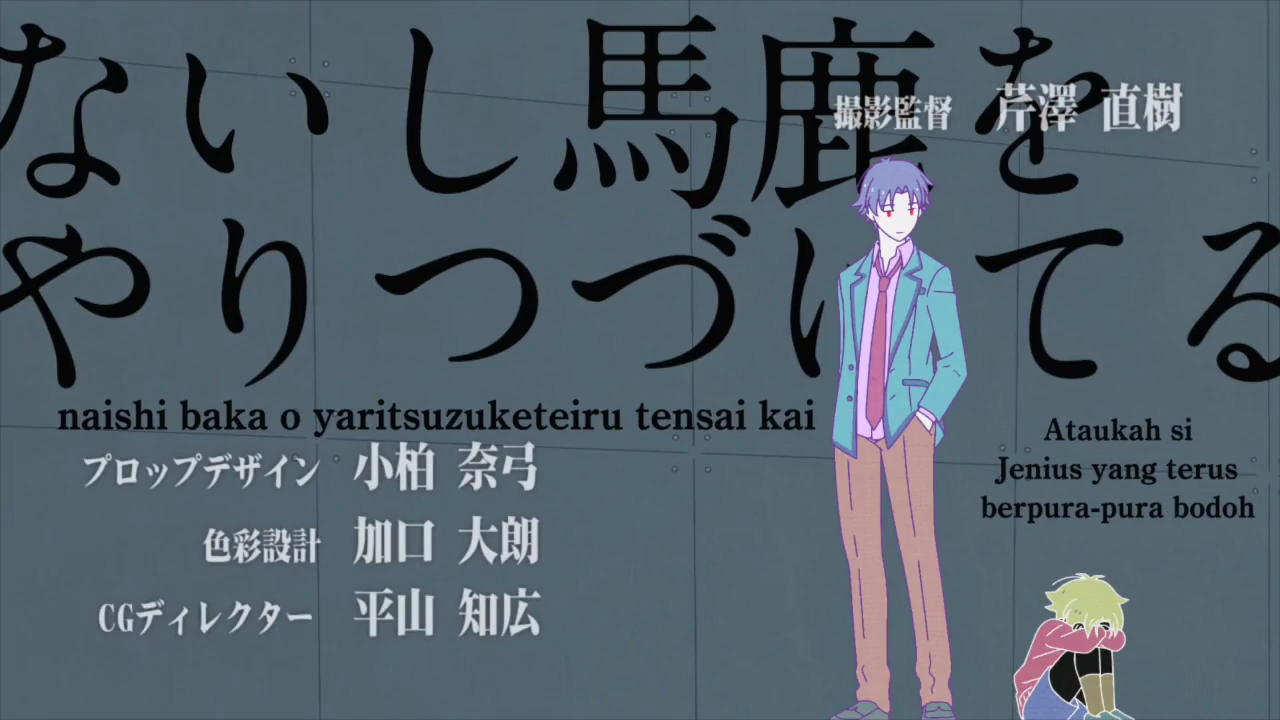 ないし馬鹿を
撮影監督 芹澤 直樹
やりつづけてる
naishi baka o yaritsuzuketeiru tensai kai
プロップデザイン 小柏 奈弓
色彩設計 加口 大朗
CGディレクター 平山 知広
Ataukah si
Jenius yang terus
berpura-pura bodoh